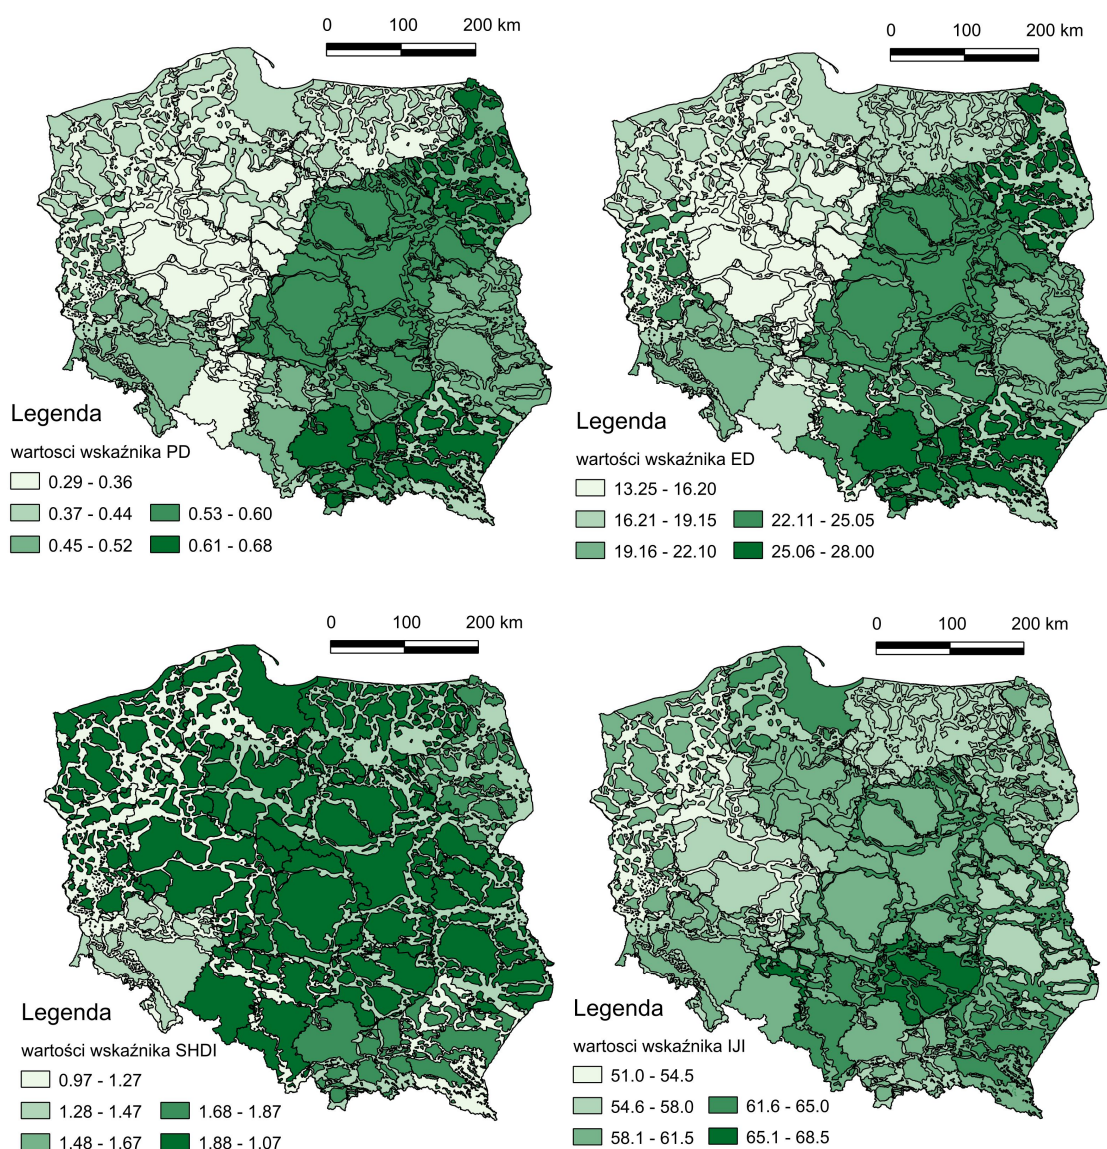 0 100 200 km
Legenda
wartosci wskaźnika PD
0.29 - 0.36
0.37 - 0.44 0.53 - 0.60
0.45 - 0.52 0.61 - 0.68
0 100 200 km
Legenda
wartosci wskaźnika ED
13.25 - 16.20
16.21 - 19.15 22.11 - 25.05
19.16 - 22.10 25.06 - 28.00
0 100 200 km
Legenda
wartości wskaźnika SHDI
0.97 - 1.27
1.28 - 1.47 1.68 - 1.87
1.48 - 1.67 1.88 - 1.07
0 100 200 km
Legenda
wartosci wskaźnika IJI
51.0 - 54.5
54.6 - 58.0 61.6 - 65.0
58.1 - 61.5 65.1 - 68.5